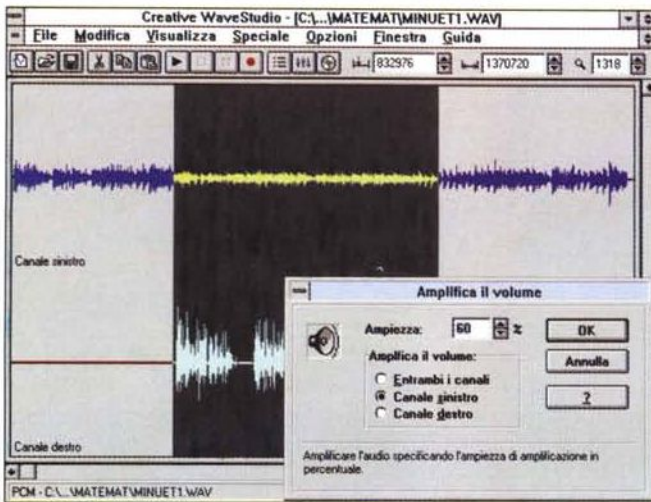 Creative WaveStudio - [C:\...\MATEMAT\MINUET1.WAV]
File Modifica Visualizza Speciale Opzioni Finestra Guida
832976 1370720 1318
Canale sinistro
Amplifica il volume
Ampiezza: 60 %
OK
Amplifica il volume:
Annulla
Entrambi i canali
Canale sinistro
?
Canale destro
Canale destro
Amplificare l'audio specificando l'ampiezza di amplificazione in
percentuale.
PCM - C:\...\MATEMAT\MINUET1.WAV